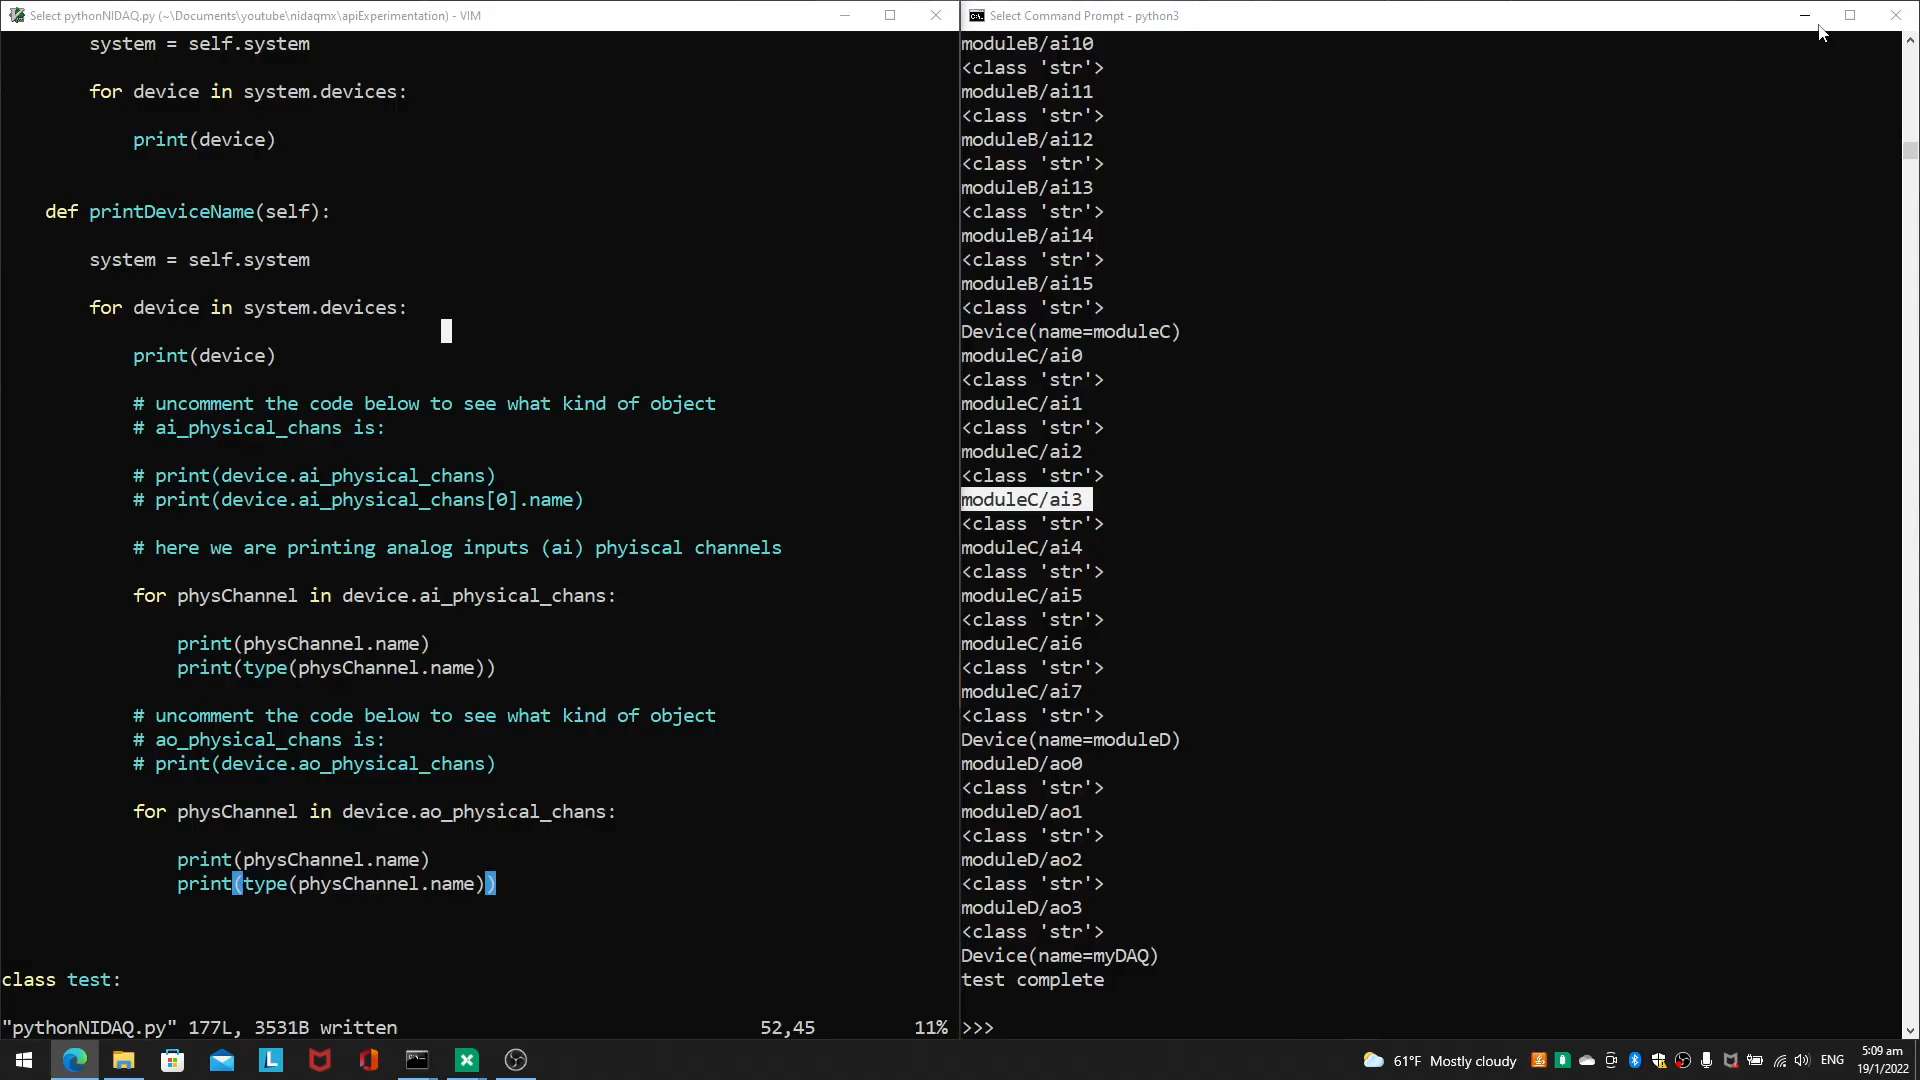 Select pythonNIDAQ.py (~\Documents\youtube\nidaqmx\apiExperimentation) - VIM
system = self.system
for device in system.devices:
print(device)
def printDeviceName(self):
system = self.system
for device in system.devices:
print(device)
# uncomment the code below to see what kind of object
# ai_physical_chans is:
# print(device.ai_physical_chans)
# print(device.ai_physical_chans[0].name)
# here we are printing analog inputs (ai) phyiscal channels
for physChannel in device.ai_physical_chans:
print(physChannel.name)
print(type(physChannel.name))
# uncomment the code below to see what kind of object
# ao_physical_chans is:
# print(device.ao_physical_chans)
for physChannel in device.ao_physical_chans:
print(physChannel.name)
print(type(physChannel.name))
class test:
"pythonNIDAQ.py" 177L, 3531B written 52,45 11%
Select Command Prompt - python3
moduleB/ai10
<class 'str'>
moduleB/ai11
<class 'str'>
moduleB/ai12
<class 'str'>
moduleB/ai13
<class 'str'>
moduleB/ai14
<class 'str'>
moduleB/ai15
<class 'str'>
Device(name=moduleC)
moduleC/ai0
<class 'str'>
moduleC/ai1
<class 'str'>
moduleC/ai2
<class 'str'>
moduleC/ai3
<class 'str'>
moduleC/ai4
<class 'str'>
moduleC/ai5
<class 'str'>
moduleC/ai6
<class 'str'>
moduleC/ai7
<class 'str'>
Device(name=moduleD)
moduleD/ao0
<class 'str'>
moduleD/ao1
<class 'str'>
moduleD/ao2
<class 'str'>
moduleD/ao3
<class 'str'>
Device(name=myDAQ)
test complete
>>>
61°F Mostly cloudy
ENG
5:09 am
19/1/2022